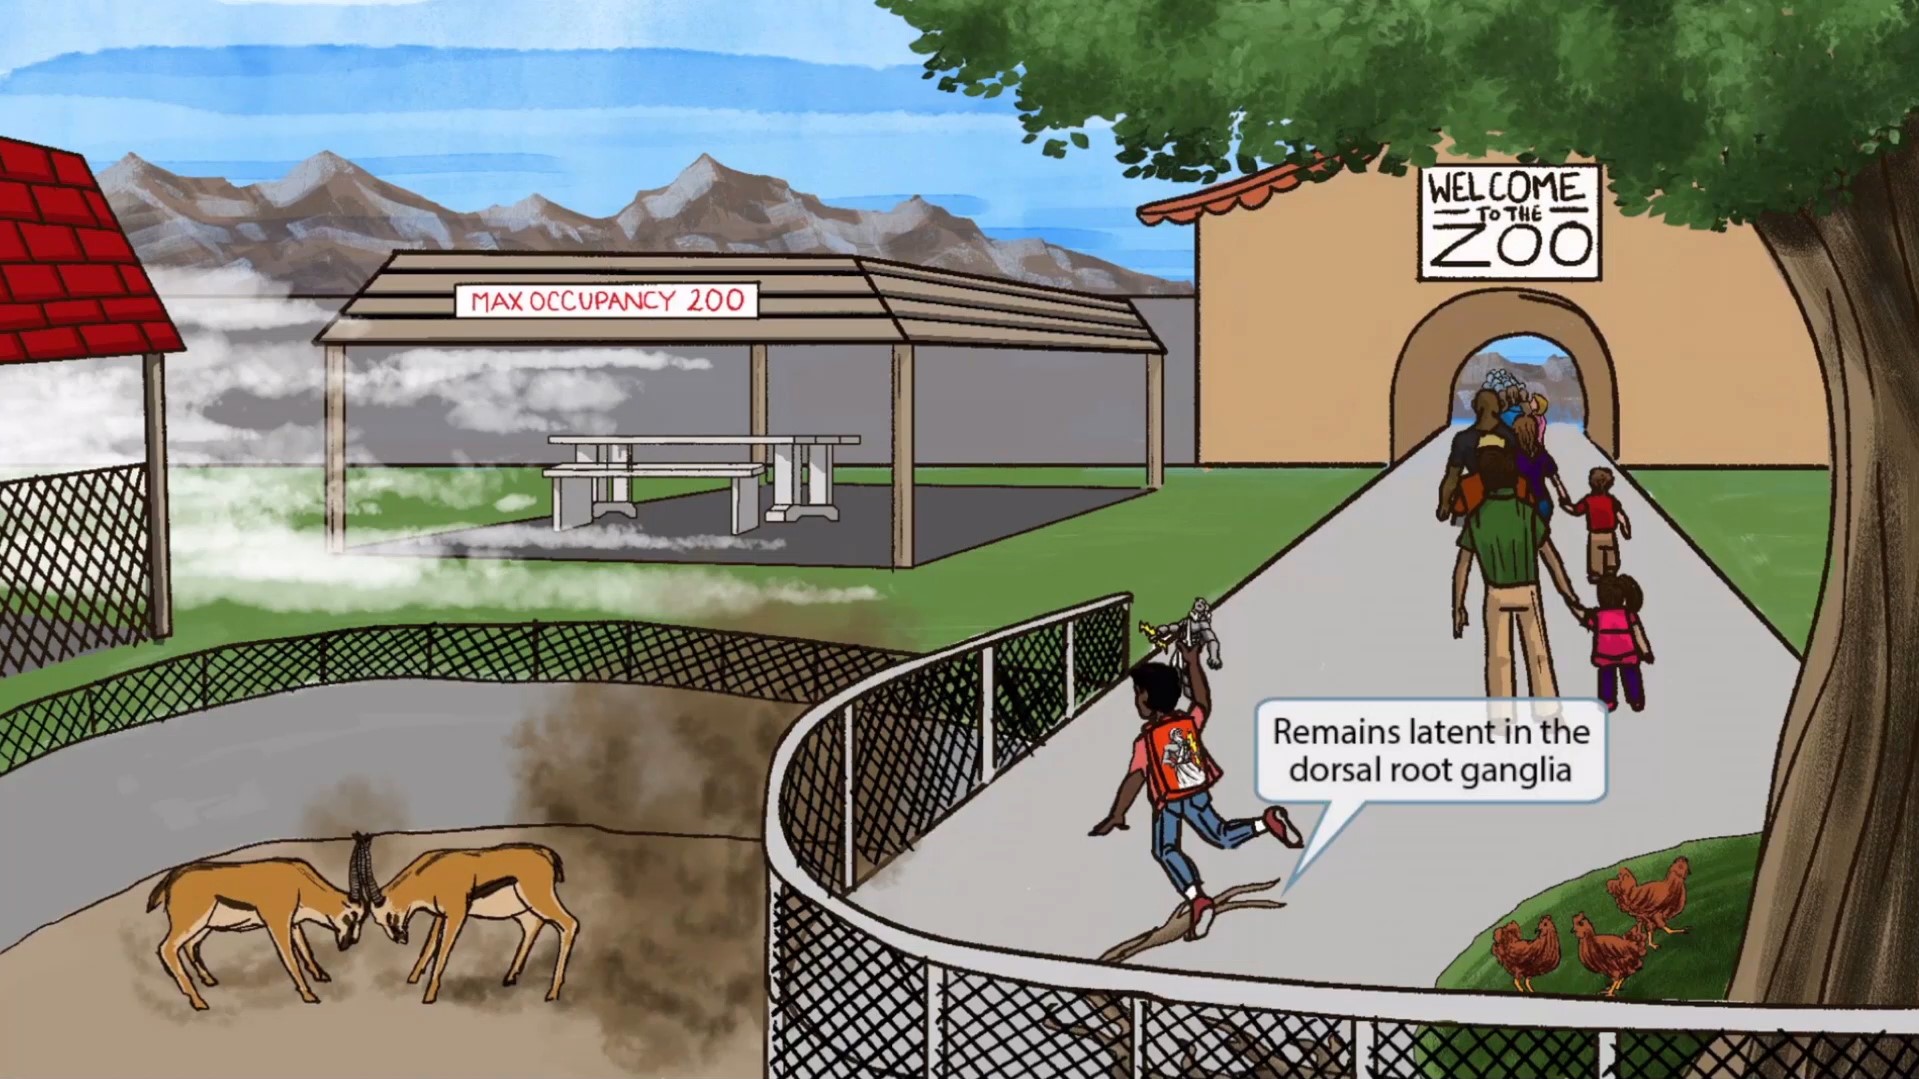 WELCOME
TO THE
ZOO
MAX OCCUPANCY 200
Remains latent in the
dorsal root ganglia